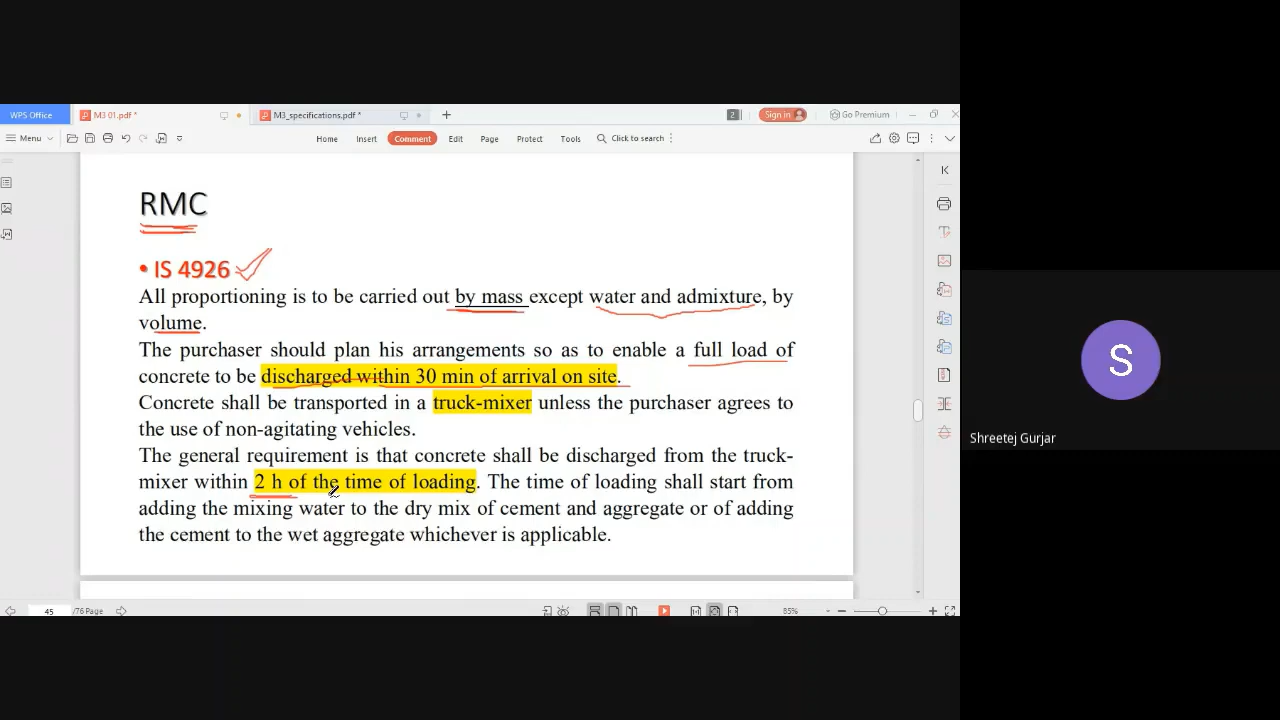 WPS Office
M3 01.pdf *
M3_specifications.pdf *
+
2
Sign in
Go Premium
Menu
Home
Insert
Comment
Edit
Page
Protect
Tools
Click to search
RMC
• IS 4926
All proportioning is to be carried out by mass except water and admixture, by
volume.
The purchaser should plan his arrangements so as to enable a full load of
concrete to be discharged within 30 min of arrival on site.
Concrete shall be transported in a truck-mixer unless the purchaser agrees to
the use of non-agitating vehicles.
The general requirement is that concrete shall be discharged from the truck-
mixer within 2 h of the time of loading. The time of loading shall start from
adding the mixing water to the dry mix of cement and aggregate or of adding
the cement to the wet aggregate whichever is applicable.
45
/76 Page
85%
S
Shreetej Gurjar